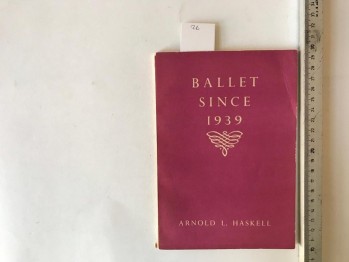 BALLET
SINCE
1939
ARNOLD L. HASKELL